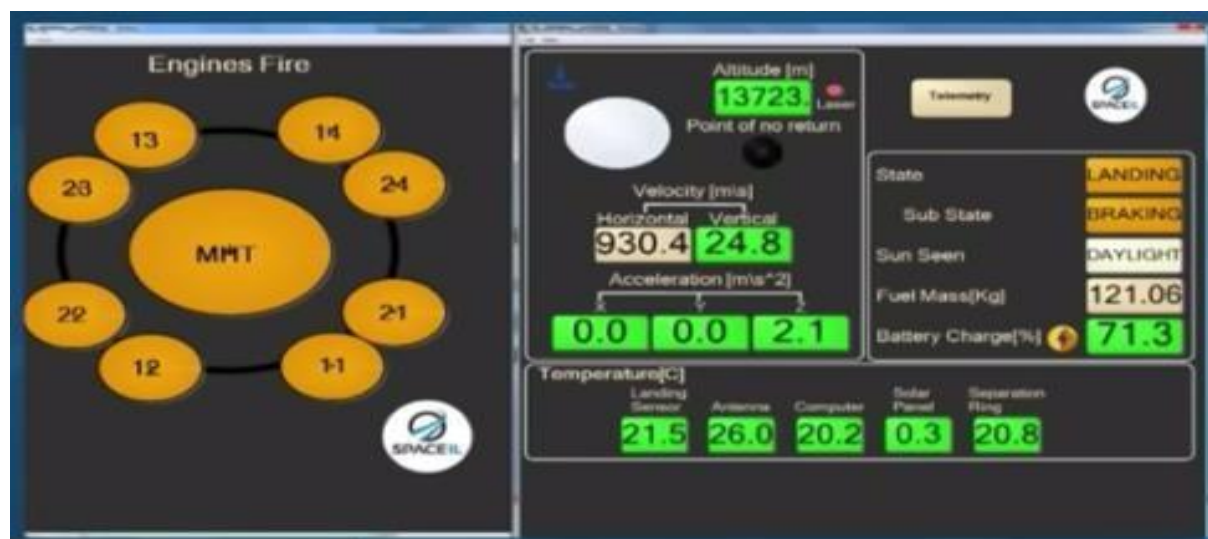 Engines Fire
13
14
23
24
MHT
22
21
12
11
SPACEIL
Altitude [m]
13723.
Laser
Point of no return
Velocity [m\s]
Horizontal Vertical
930.4 24.8
Acceleration [m\s^2]
X Y Z
0.0 0.0 2.1
Telemetry
SPACEIL
State LANDING
Sub State BRAKING
Sun Seen DAYLIGHT
Fuel Mass[Kg] 121.06
Battery Charge[%] 71.3
Temperature[C]
Landing Sensor
Antenna
Computer
Solar Panel
Separation Ring
21.5 26.0 20.2 0.3 20.8